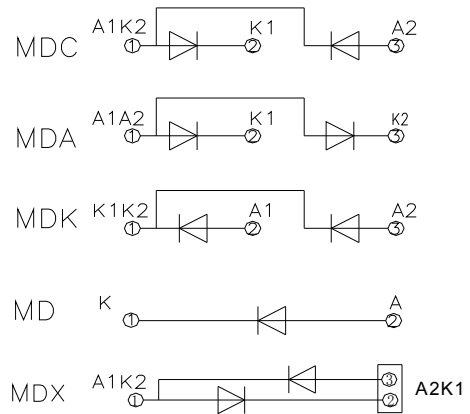 MDC A1K2 1 K1 2 A2 3
MDA A1A2 1 K1 2 K2 3
MDK K1K2 1 A1 2 A2 3
MD K 1 A 2
MDX A1K2 1 3 2 A2K1